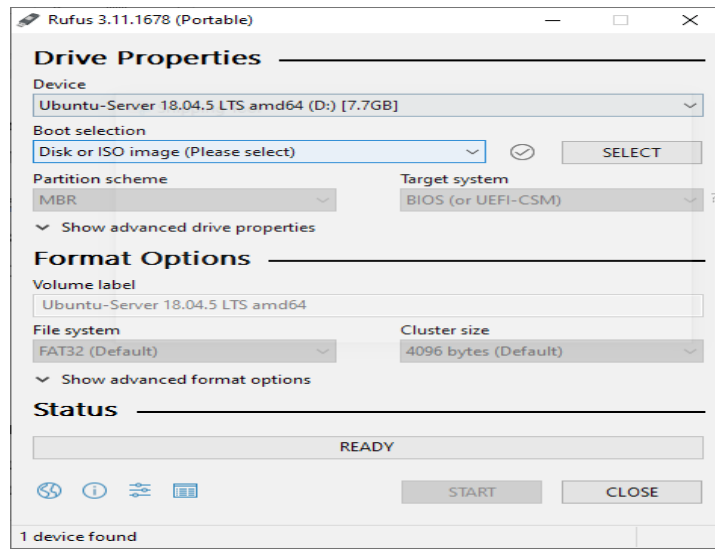 Rufus 3.11.1678 (Portable)
Drive Properties
Device
Ubuntu-Server 18.04.5 LTS amd64 (D:) [7.7GB]
Boot selection
Disk or ISO image (Please select)
SELECT
Partition scheme
Target system
MBR
BIOS (or UEFI-CSM)
?
Show advanced drive properties
Format Options
Volume label
Ubuntu-Server 18.04.5 LTS amd64
File system
Cluster size
FAT32 (Default)
4096 bytes (Default)
Show advanced format options
Status
READY
START
CLOSE
1 device found